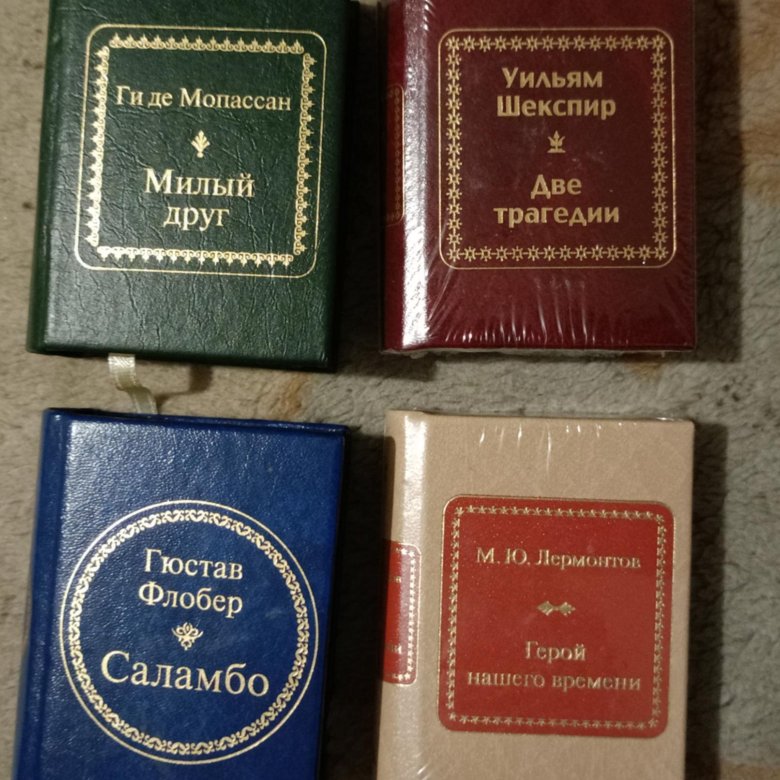 Ги де Мопассан
Милый
друг
Уильям
Шекспир
Две
трагедии
Гюстав
Флобер
Саламбо
М. Ю. Лермонтов
Герой
нашего времени